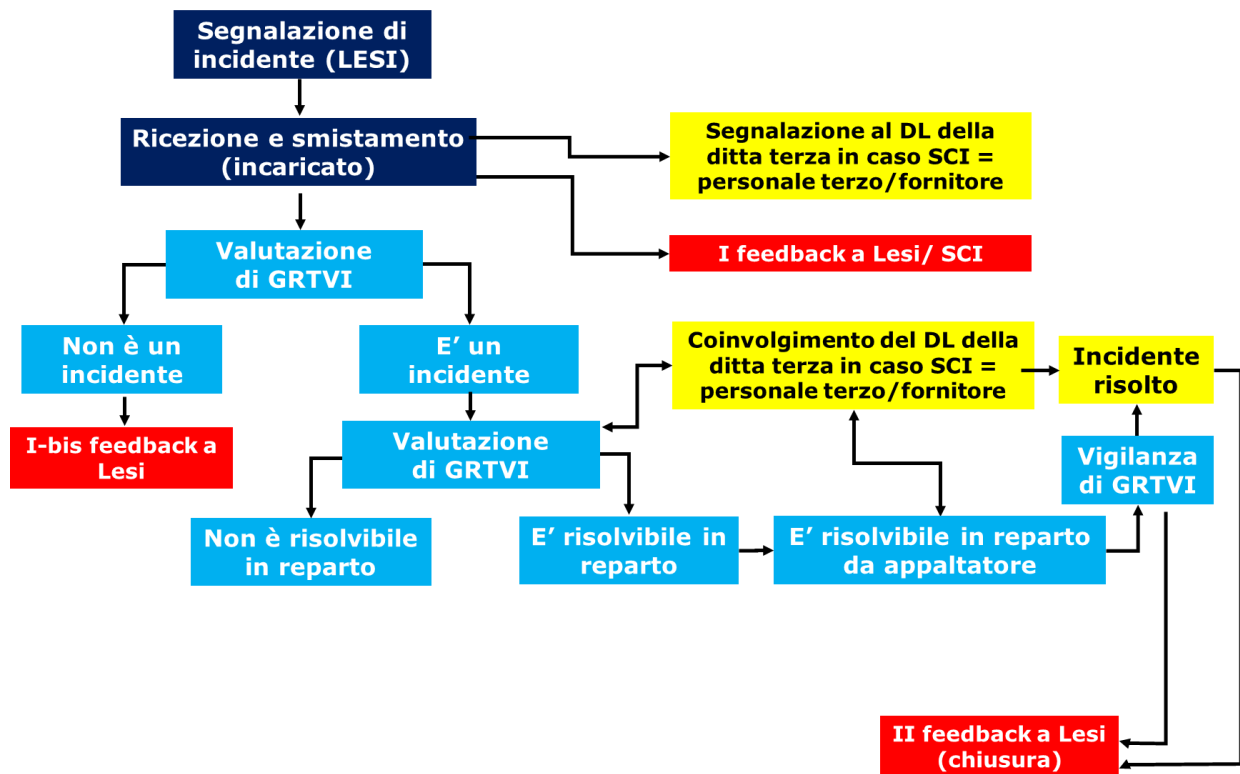 Segnalazione di
incidente (LESI)
Ricezione e smistamento
(incaricato)
Segnalazione al DL della
ditta terza in caso SCI =
personale terzo/fornitore
Valutazione
di GRTVI
I feedback a Lesi/ SCI
Non è un
incidente
E’ un
incidente
Coinvolgimento del DL della
ditta terza in caso SCI =
personale terzo/fornitore
Incidente
risolto
I-bis feedback a
Lesi
Valutazione
di GRTVI
Vigilanza
di GRTVI
Non è risolvibile
in reparto
E’ risolvibile in
reparto
E’ risolvibile in reparto
da appaltatore
II feedback a Lesi
(chiusura)